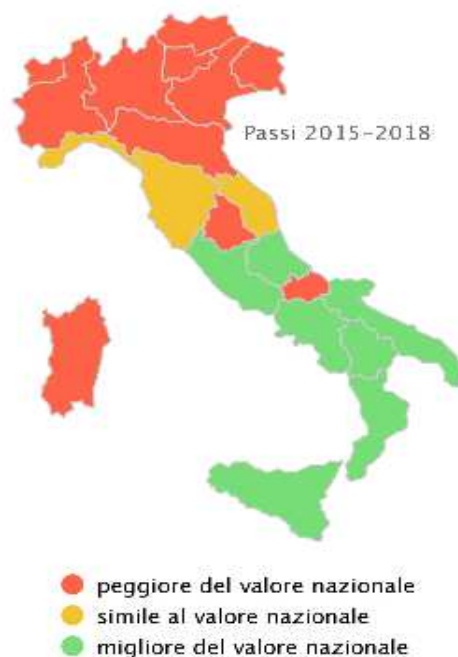 Passi 2015-2018
peggiore del valore nazionale
simile al valore nazionale
migliore del valore nazionale